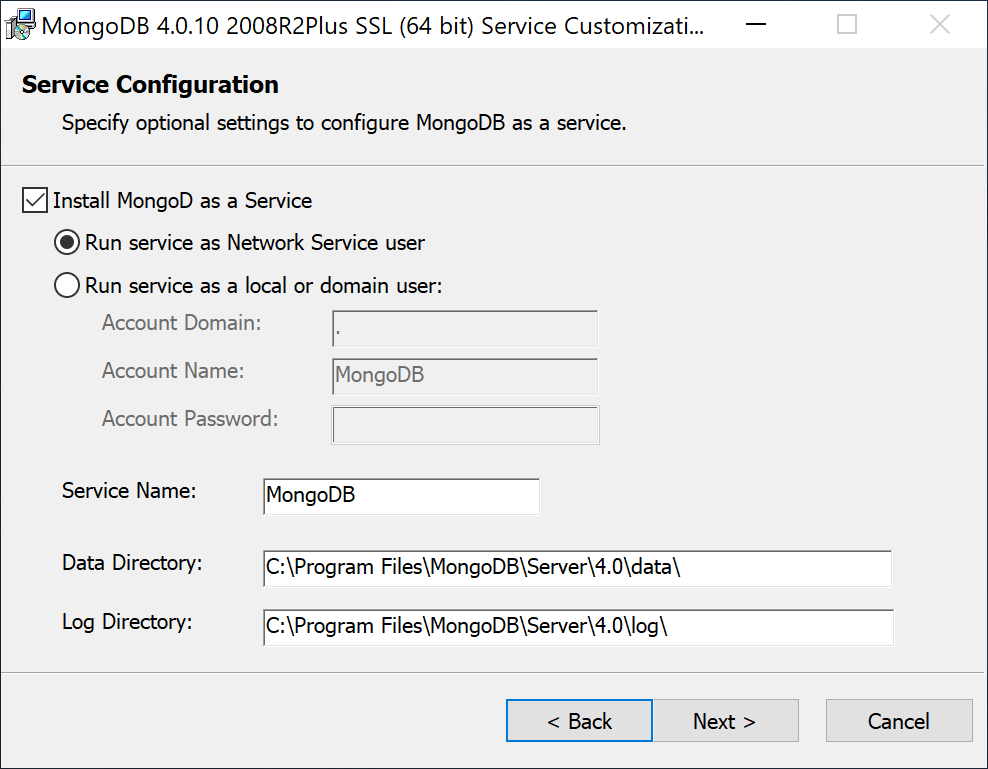 MongoDB 4.0.10 2008R2Plus SSL (64 bit) Service Customizati...
Service Configuration
Specify optional settings to configure MongoDB as a service.
Install MongoD as a Service
Run service as Network Service user
Run service as a local or domain user:
Account Domain: .
Account Name: MongoDB
Account Password:
Service Name: MongoDB
Data Directory: C:\Program Files\MongoDB\Server\4.0\data\
Log Directory: C:\Program Files\MongoDB\Server\4.0\log\
< Back Next > Cancel